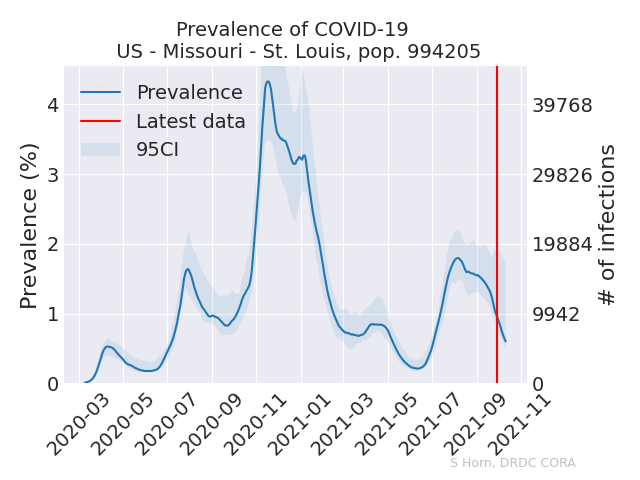 Prevalence of COVID-19
US - Missouri - St. Louis, pop. 994205
Prevalence
Latest data
95CI
Prevalence (%)
4
3
2
1
0
39768
29826
19884
9942
0
# of infections
2020-03
2020-05
2020-07
2020-09
2020-11
2021-01
2021-03
2021-05
2021-07
2021-09
2021-11
S Horn, DRDC CORA